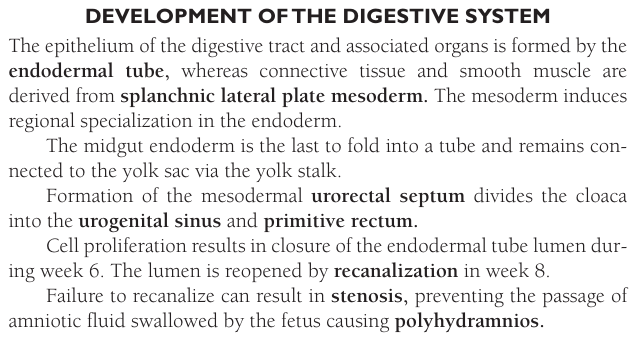 DEVELOPMENT OF THE DIGESTIVE SYSTEM
The epithelium of the digestive tract and associated organs is formed by the
endodermal tube, whereas connective tissue and smooth muscle are
derived from splanchnic lateral plate mesoderm. The mesoderm induces
regional specialization in the endoderm.
The midgut endoderm is the last to fold into a tube and remains con-
nected to the yolk sac via the yolk stalk.
Formation of the mesodermal urorectal septum divides the cloaca
into the urogenital sinus and primitive rectum.
Cell proliferation results in closure of the endodermal tube lumen dur-
ing week 6. The lumen is reopened by recanalization in week 8.
Failure to recanalize can result in stenosis, preventing the passage of
amniotic fluid swallowed by the fetus causing polyhydramnios.